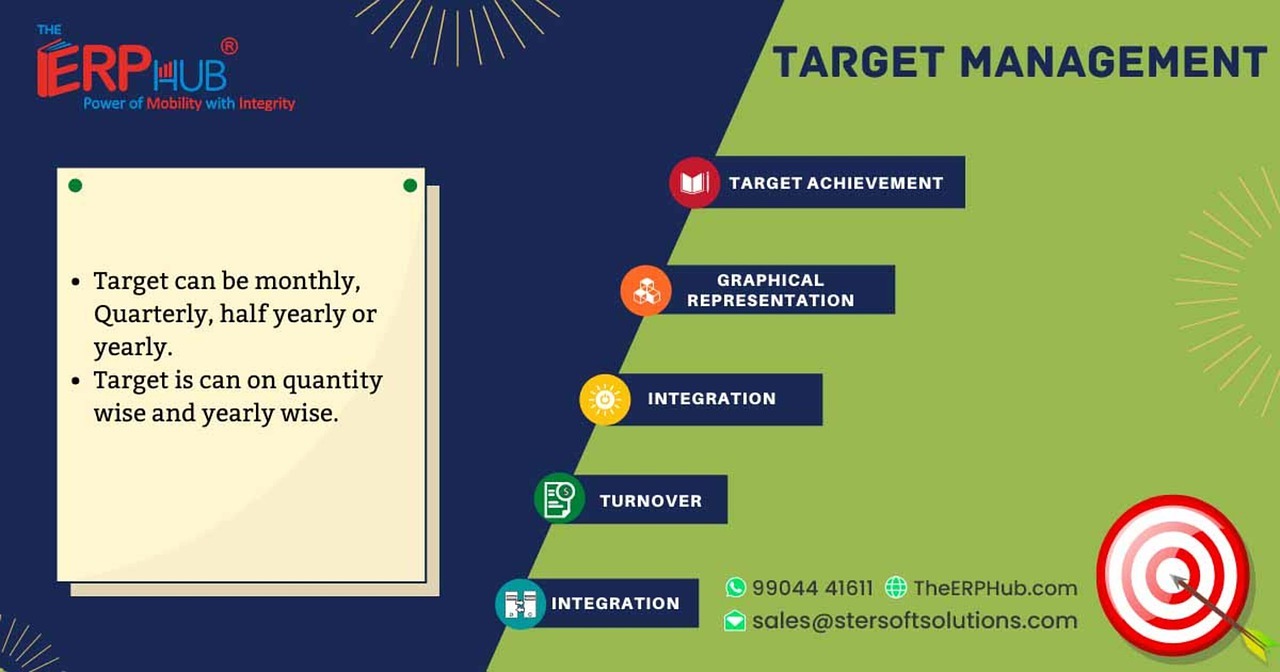 THE
ERP HUB®
Power of Mobility with Integrity
TARGET MANAGEMENT
• Target can be monthly,
Quarterly, half yearly or
yearly.
• Target is can on quantity
wise and yearly wise.
TARGET ACHIEVEMENT
GRAPHICAL
REPRESENTATION
INTEGRATION
TURNOVER
INTEGRATION
99044 41611 TheERPHub.com
sales@stersoftsolutions.com